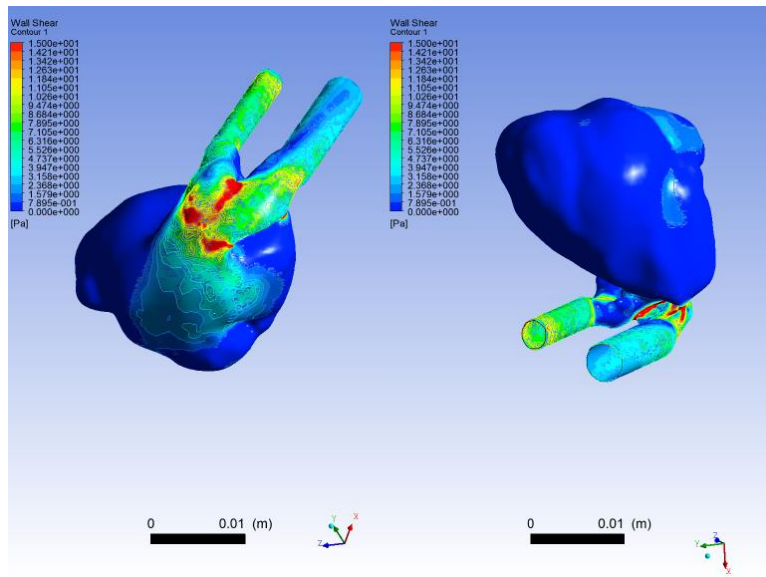 Wall Shear
Contour 1
1.500e+001
1.421e+001
1.342e+001
1.263e+001
1.184e+001
1.105e+001
1.026e+001
9.474e+000
8.684e+000
7.895e+000
7.105e+000
6.316e+000
5.526e+000
4.737e+000
3.947e+000
3.158e+000
2.368e+000
1.579e+000
7.895e-001
0.000e+000
[Pa]
0 0.01 (m)
Y
X
Z
Wall Shear
Contour 1
1.500e+001
1.421e+001
1.342e+001
1.263e+001
1.184e+001
1.105e+001
1.026e+001
9.474e+000
8.684e+000
7.895e+000
7.105e+000
6.316e+000
5.526e+000
4.737e+000
3.947e+000
3.158e+000
2.368e+000
1.579e+000
7.895e-001
0.000e+000
[Pa]
0 0.01 (m)
Z
Y
X